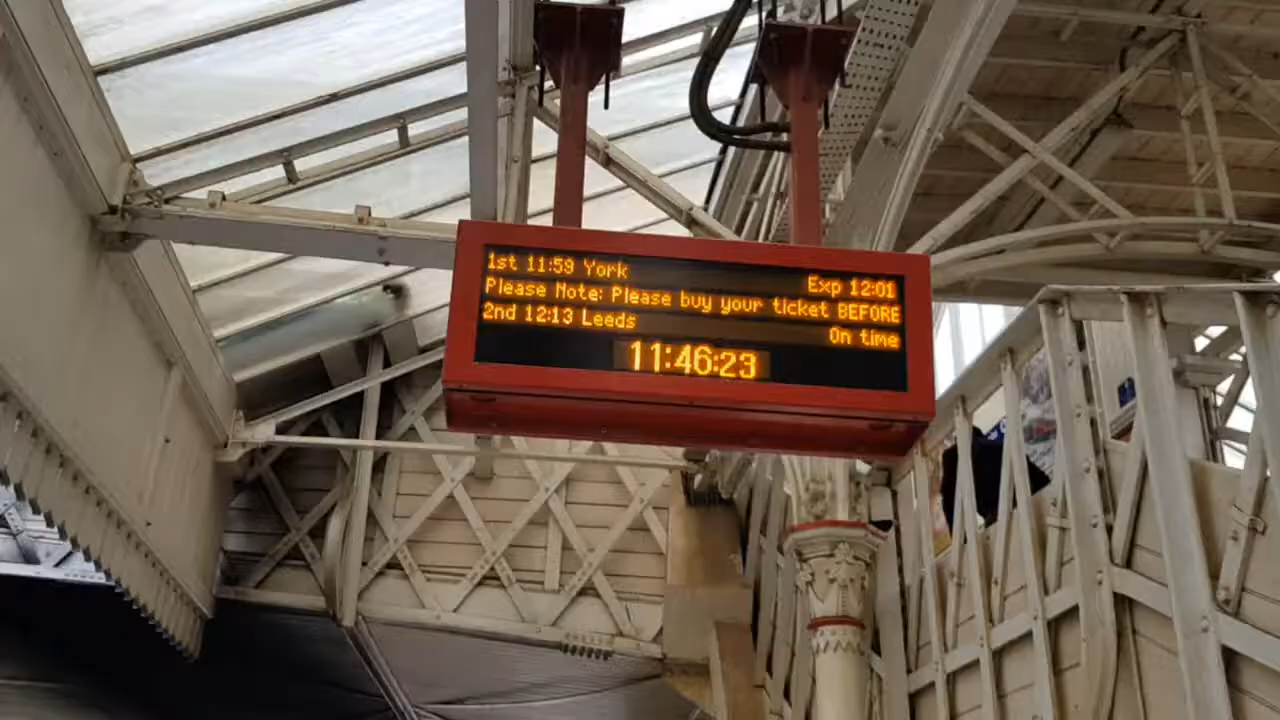 1st 11:59 York Exp 12:01
Please Note: Please buy your ticket BEFORE
2nd 12:13 Leeds On time
11:46:23